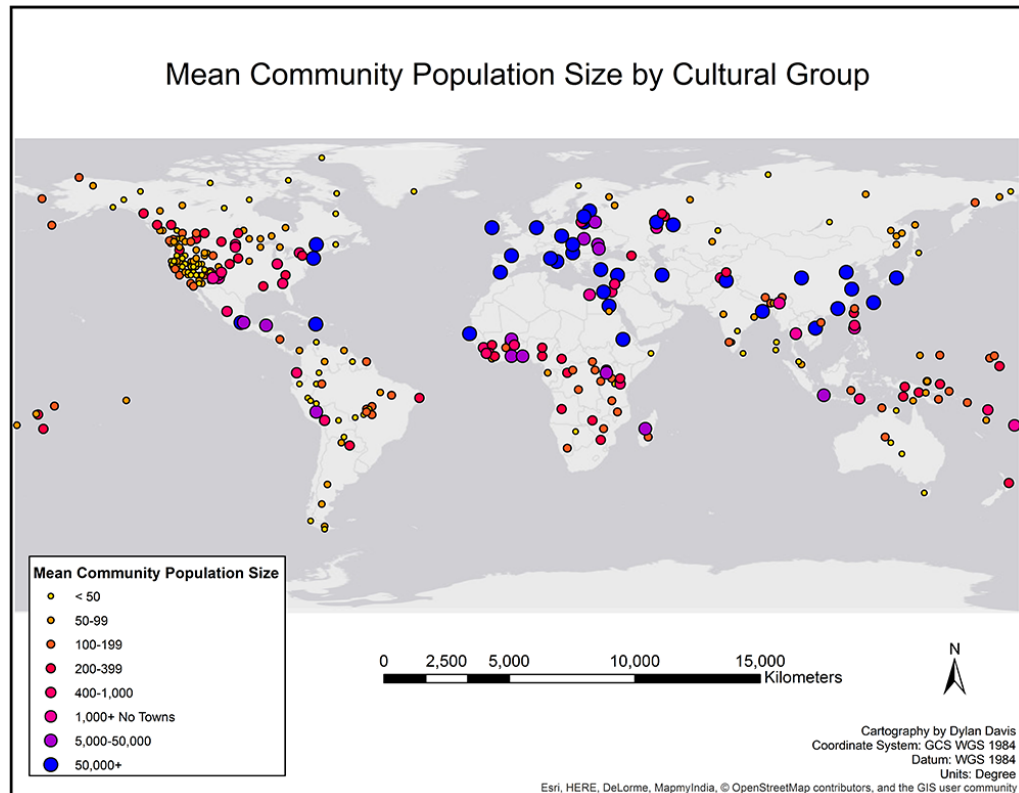 Mean Community Population Size by Cultural Group
Mean Community Population Size
< 50
50-99
100-199
200-399
400-1,000
1,000+ No Towns
5,000-50,000
50,000+
0 2,500 5,000 10,000 15,000
Kilometers
N
Cartography by Dylan Davis
Coordinate System: GCS WGS 1984
Datum: WGS 1984
Units: Degree
Esri, HERE, DeLorme, MapmyIndia, © OpenStreetMap contributors, and the GIS user community